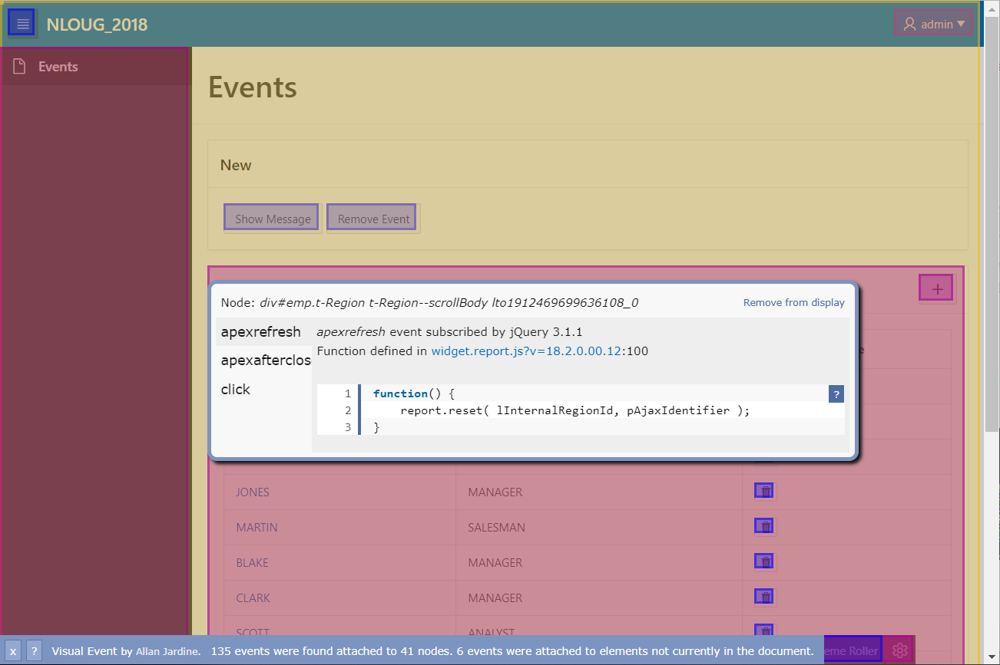 NLOUG_2018
admin
Events
Events
New
Show Message Remove Event
+
Node: div#emp.t-Region t-Region--scrollBody lto1912469699636108_0 Remove from display
apexrefresh
apexafterclos
click
apexrefresh event subscribed by jQuery 3.1.1
Function defined in widget.report.js?v=18.2.0.00.12:100
?
1 function() {
2 report.reset( lInternalRegionId, pAjaxIdentifier );
3 }
JONES MANAGER
MARTIN SALESMAN
BLAKE MANAGER
CLARK MANAGER
SCOTT ANALYST
x ? Visual Event by Allan Jardine. 135 events were found attached to 41 nodes. 6 events were attached to elements not currently in the document. eme Roller